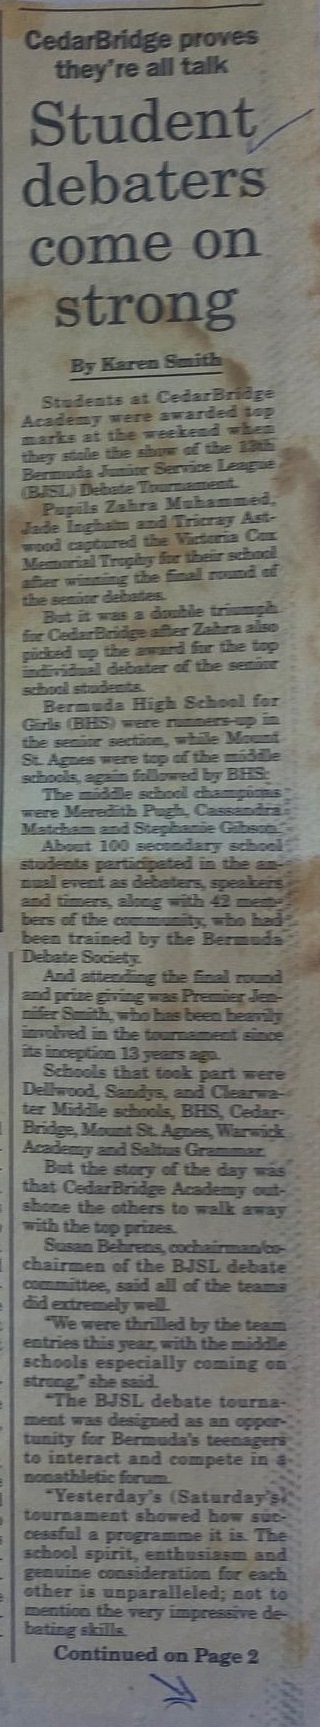 CedarBridge proves
they're all talk
Student
debaters
come on
strong
By Karen Smith
Students at CedarBridge
Academy were awarded top
marks at the weekend when
they stole the show of the 13th
Bermuda Junior Service League
(BJSL) Debate Tournament.
Pupils Zahra Muhammed,
Jade Ingham and Tricray Ast-
wood captured the Victoria Cox
Memorial Trophy for their school
after winning the final round of
the senior debates.
But it was a double triumph
for CedarBridge after Zahra also
picked up the award for the top
individual debater of the senior
school students.
Bermuda High School for
Girls (BHS) were runners-up in
the senior section, while Mount
St. Agnes were top of the middle
schools, again followed by BHS.
The middle school champions
were Meredith Pugh, Cassandra
Matcham and Stephanie Gibson.
About 100 secondary school
students participated in the an-
nual event as debaters, speakers
and timers, along with 42 mem-
bers of the community, who had
been trained by the Bermuda
Debate Society.
And attending the final round
and prize giving was Premier Jen-
nifer Smith, who has been heavily
involved in the tournament since
its inception 13 years ago.
Schools that took part were
Dellwood, Sandys, and Clearwa-
ter Middle schools, BHS, Cedar-
Bridge, Mount St. Agnes, Warwick
Academy and Saltus Grammar.
But the story of the day was
that CedarBridge Academy out-
shone the others to walk away
with the top prizes.
Susan Behrens, cochairman/co-
chairmen of the BJSL debate
committee, said all of the teams
did extremely well.
"We were thrilled by the team
entries this year, with the middle
schools especially coming on
strong," she said.
"The BJSL debate tourna-
ment was designed as an oppor-
tunity for Bermuda's teenagers
to interact and compete in a
nonathletic forum.
"Yesterday's (Saturday's)
tournament showed how suc-
cessful a programme it is. The
school spirit, enthusiasm and
genuine consideration for each
other is unparalleled; not to
mention the very impressive de-
bating skills.
Continued on Page 2